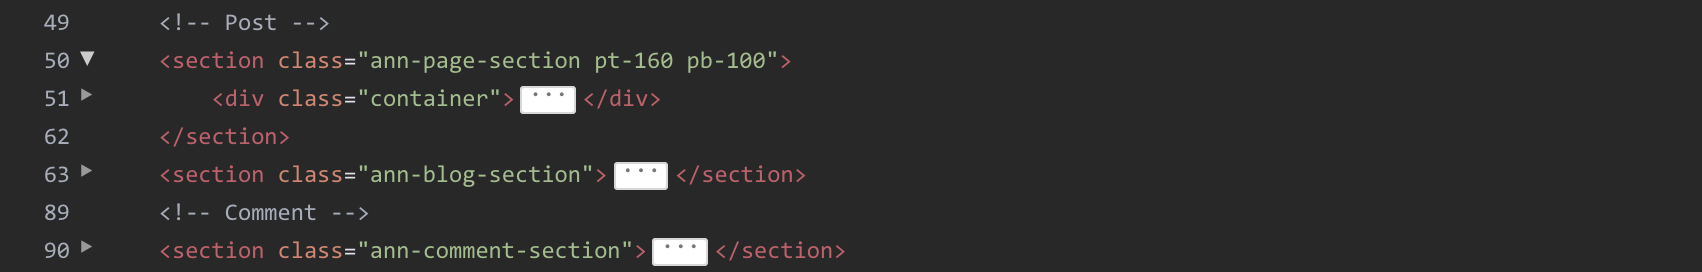 49 <!-- Post -->
50 ▼ <section class="ann-page-section pt-160 pb-100">
51 ▶ <div class="container"> ... </div>
62 </section>
63 ▶ <section class="ann-blog-section"> ... </section>
89 <!-- Comment -->
90 ▶ <section class="ann-comment-section"> ... </section>